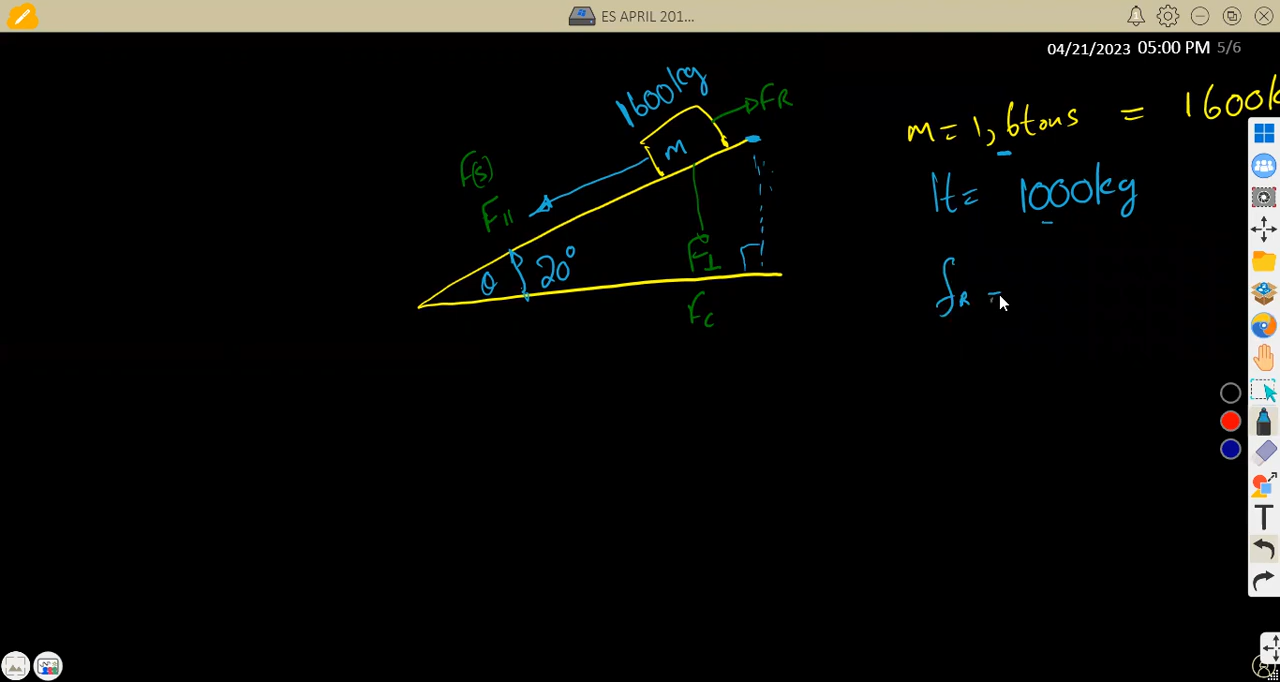 ES APRIL 201...
04/21/2023 05:00 PM 5/6
1600kg
FR
m
F(s)
F||
θ 20°
F⊥
Fc
m = 1,6tons = 1600k
1t = 1000kg
fR =
T